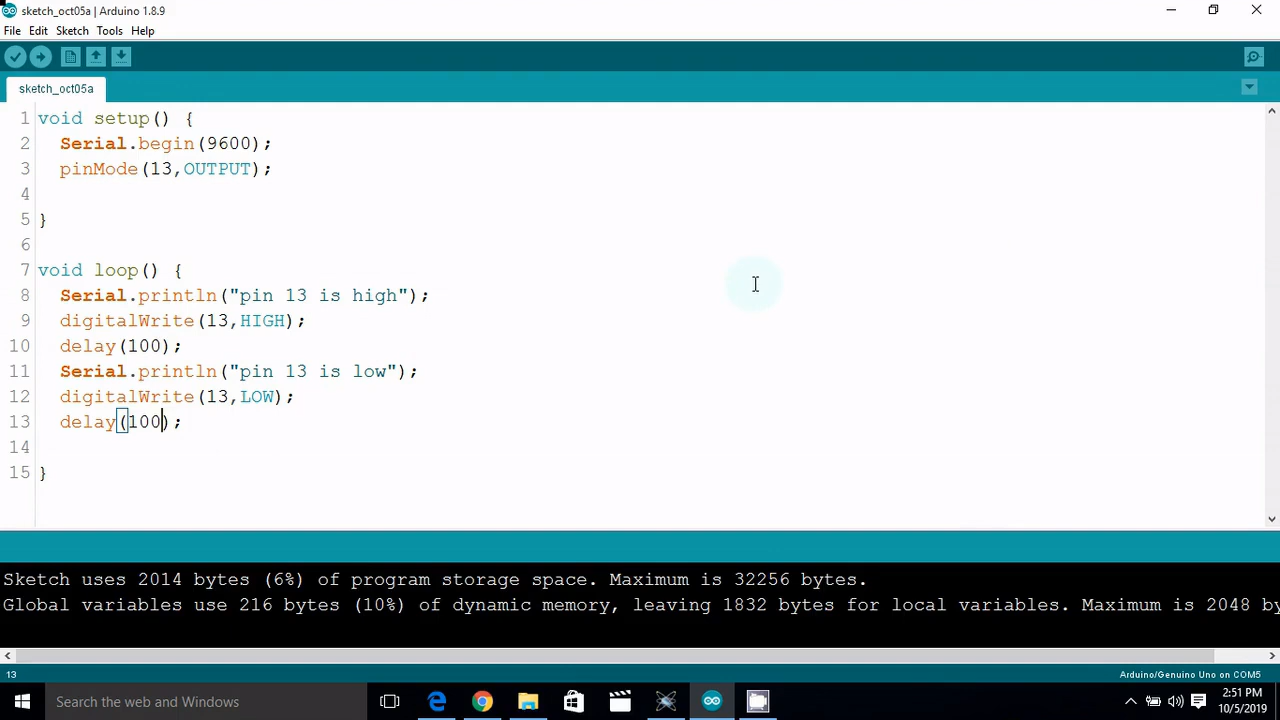 sketch_oct05a | Arduino 1.8.9
File Edit Sketch Tools Help
sketch_oct05a
1 void setup() {
2 Serial.begin(9600);
3 pinMode(13,OUTPUT);
4
5 }
6
7 void loop() {
8 Serial.println("pin 13 is high");
9 digitalWrite(13,HIGH);
10 delay(100);
11 Serial.println("pin 13 is low");
12 digitalWrite(13,LOW);
13 delay(100);
14
15 }
Sketch uses 2014 bytes (6%) of program storage space. Maximum is 32256 bytes.
Global variables use 216 bytes (10%) of dynamic memory, leaving 1832 bytes for local variables. Maximum is 2048 by
13 Arduino/Genuino Uno on COM5
Search the web and Windows
2:51 PM
10/5/2019